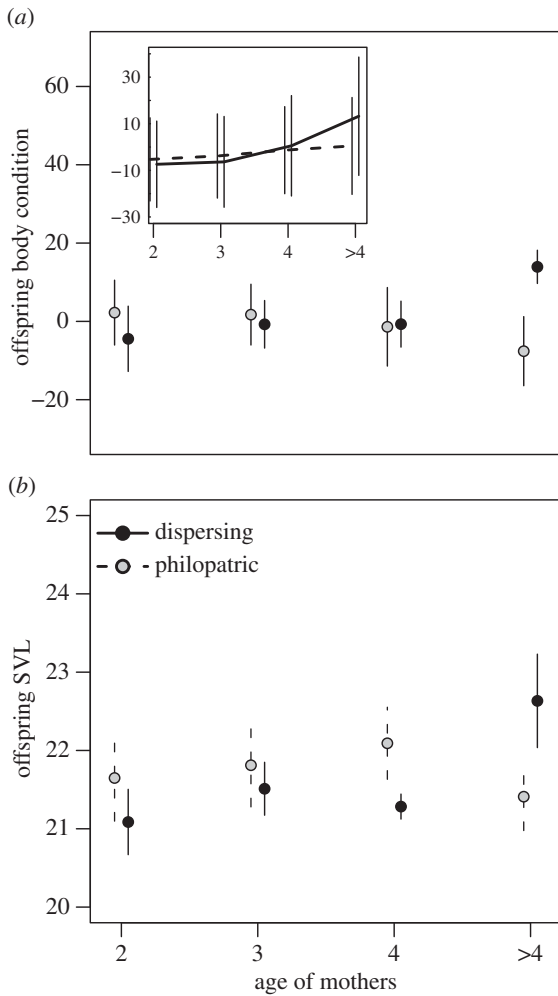 (a)
60
40
20
0
−20
offspring body condition
30
10
−10
−30
2 3 4 >4
(b)
25
24
23
22
21
20
offspring SVL
dispersing
philopatric
2 3 4 >4
age of mothers